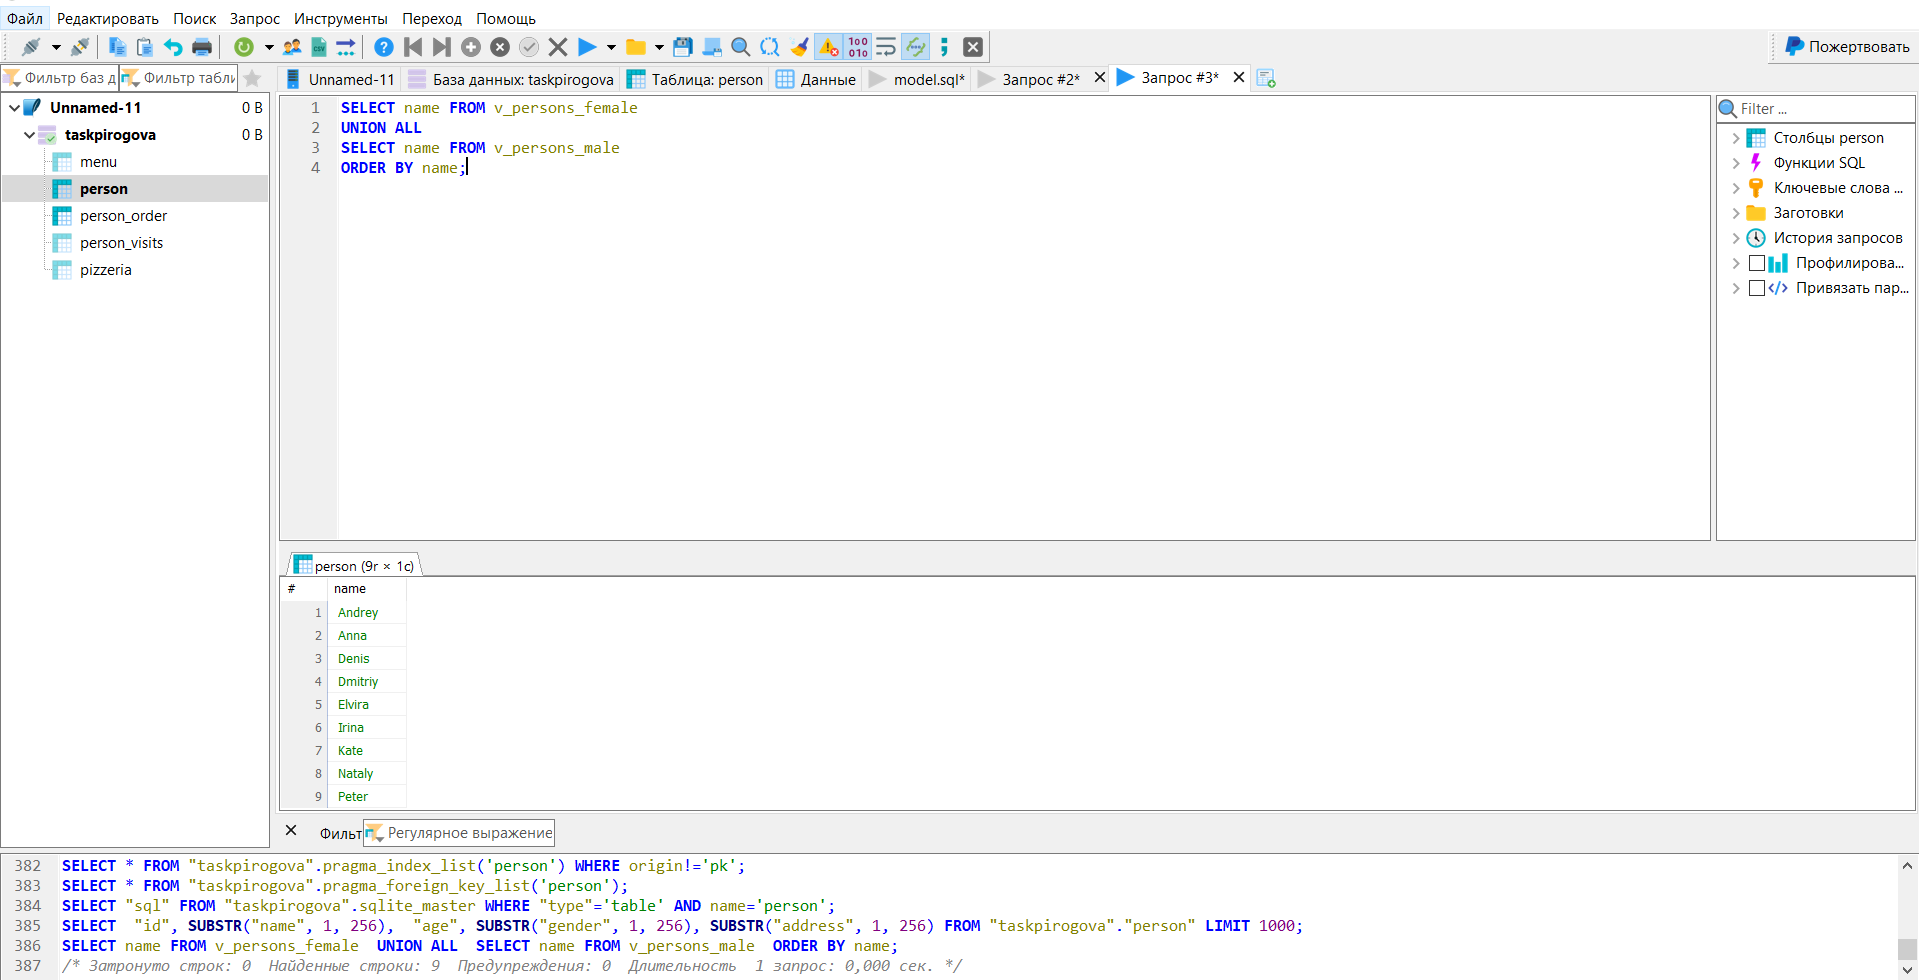 Файл Редактировать Поиск Запрос Инструменты Переход Помощь
Пожертвовать
Фильтр баз д Фильтр табли
Unnamed-11 База данных: taskpirogova Таблица: person Данные model.sql* Запрос #2* Запрос #3*
Unnamed-11 0 B
taskpirogova 0 B
menu
person
person_order
person_visits
pizzeria
1 SELECT name FROM v_persons_female
2 UNION ALL
3 SELECT name FROM v_persons_male
4 ORDER BY name;
Filter ...
Столбцы person
Функции SQL
Ключевые слова ...
Заготовки
История запросов
Профилирова...
Привязать пар...
person (9r × 1c)
# name
1 Andrey
2 Anna
3 Denis
4 Dmitriy
5 Elvira
6 Irina
7 Kate
8 Nataly
9 Peter
Фильт Регулярное выражение
382 SELECT * FROM "taskpirogova".pragma_index_list('person') WHERE origin!='pk';
383 SELECT * FROM "taskpirogova".pragma_foreign_key_list('person');
384 SELECT "sql" FROM "taskpirogova".sqlite_master WHERE "type"='table' AND name='person';
385 SELECT "id", SUBSTR("name", 1, 256), "age", SUBSTR("gender", 1, 256), SUBSTR("address", 1, 256) FROM "taskpirogova"."person" LIMIT 1000;
386 SELECT name FROM v_persons_female UNION ALL SELECT name FROM v_persons_male ORDER BY name;
387 /* Затронуто строк: 0 Найденные строки: 9 Предупреждения: 0 Длительность 1 запрос: 0,000 сек. */